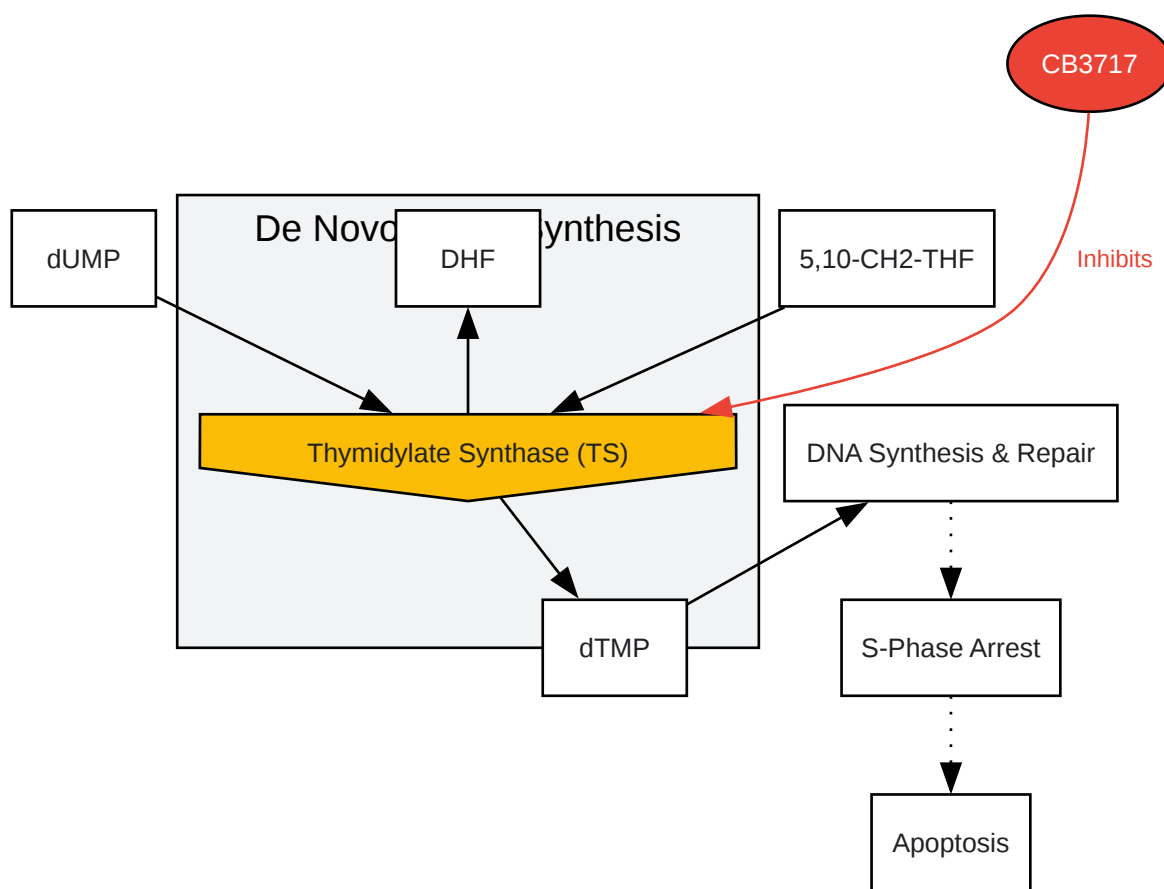 CB3717
De Novo ynthesis
dUMP
DHF
5,10-CH2-THF
Inhibits
Thymidylate Synthase (TS)
DNA Synthesis & Repair
dTMP
S-Phase Arrest
Apoptosis